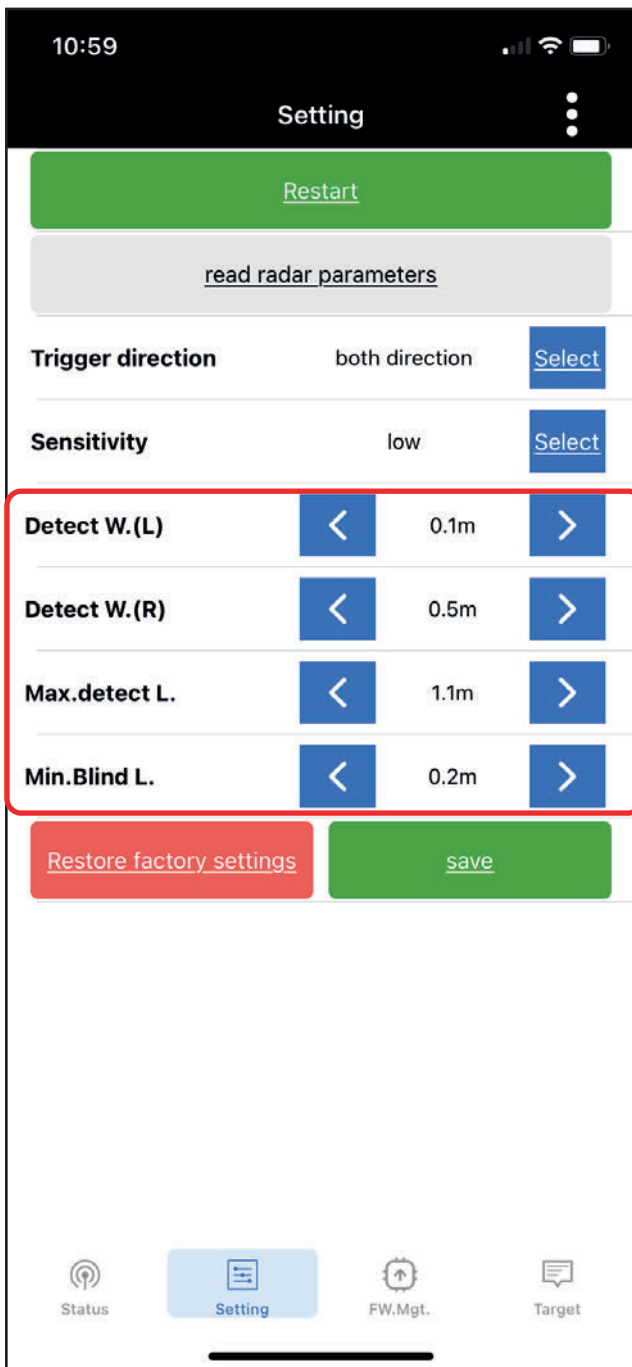 10:59
Setting
Restart
read radar parameters
Trigger direction both direction Select
Sensitivity low Select
Detect W.(L) 0.1m
Detect W.(R) 0.5m
Max.detect L. 1.1m
Min.Blind L. 0.2m
Restore factory settings save
Status Setting FW.Mgt. Target